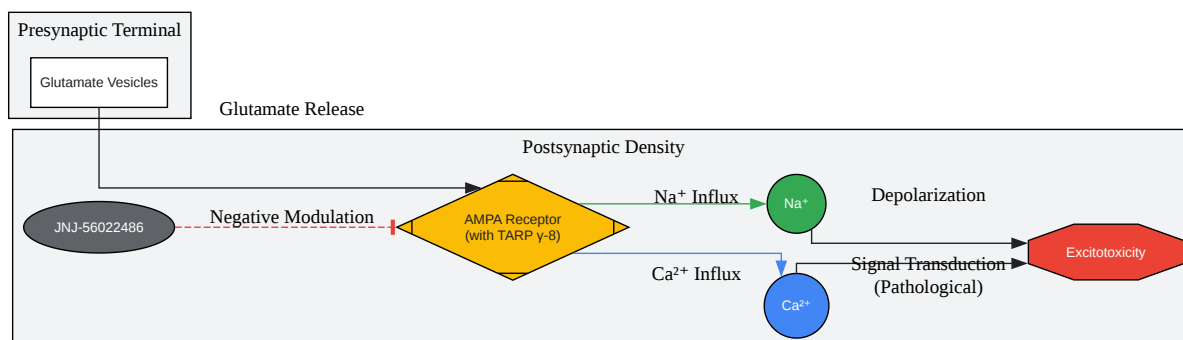 Presynaptic Terminal
Glutamate Vesicles
Glutamate Release
Postsynaptic Density
JNJ-56022486
Negative Modulation
AMPA Receptor
(with TARP γ-8)
Na⁺ Influx
Na⁺
Depolarization
Ca²⁺ Influx
Ca²⁺
Signal Transduction
(Pathological)
Excitotoxicity